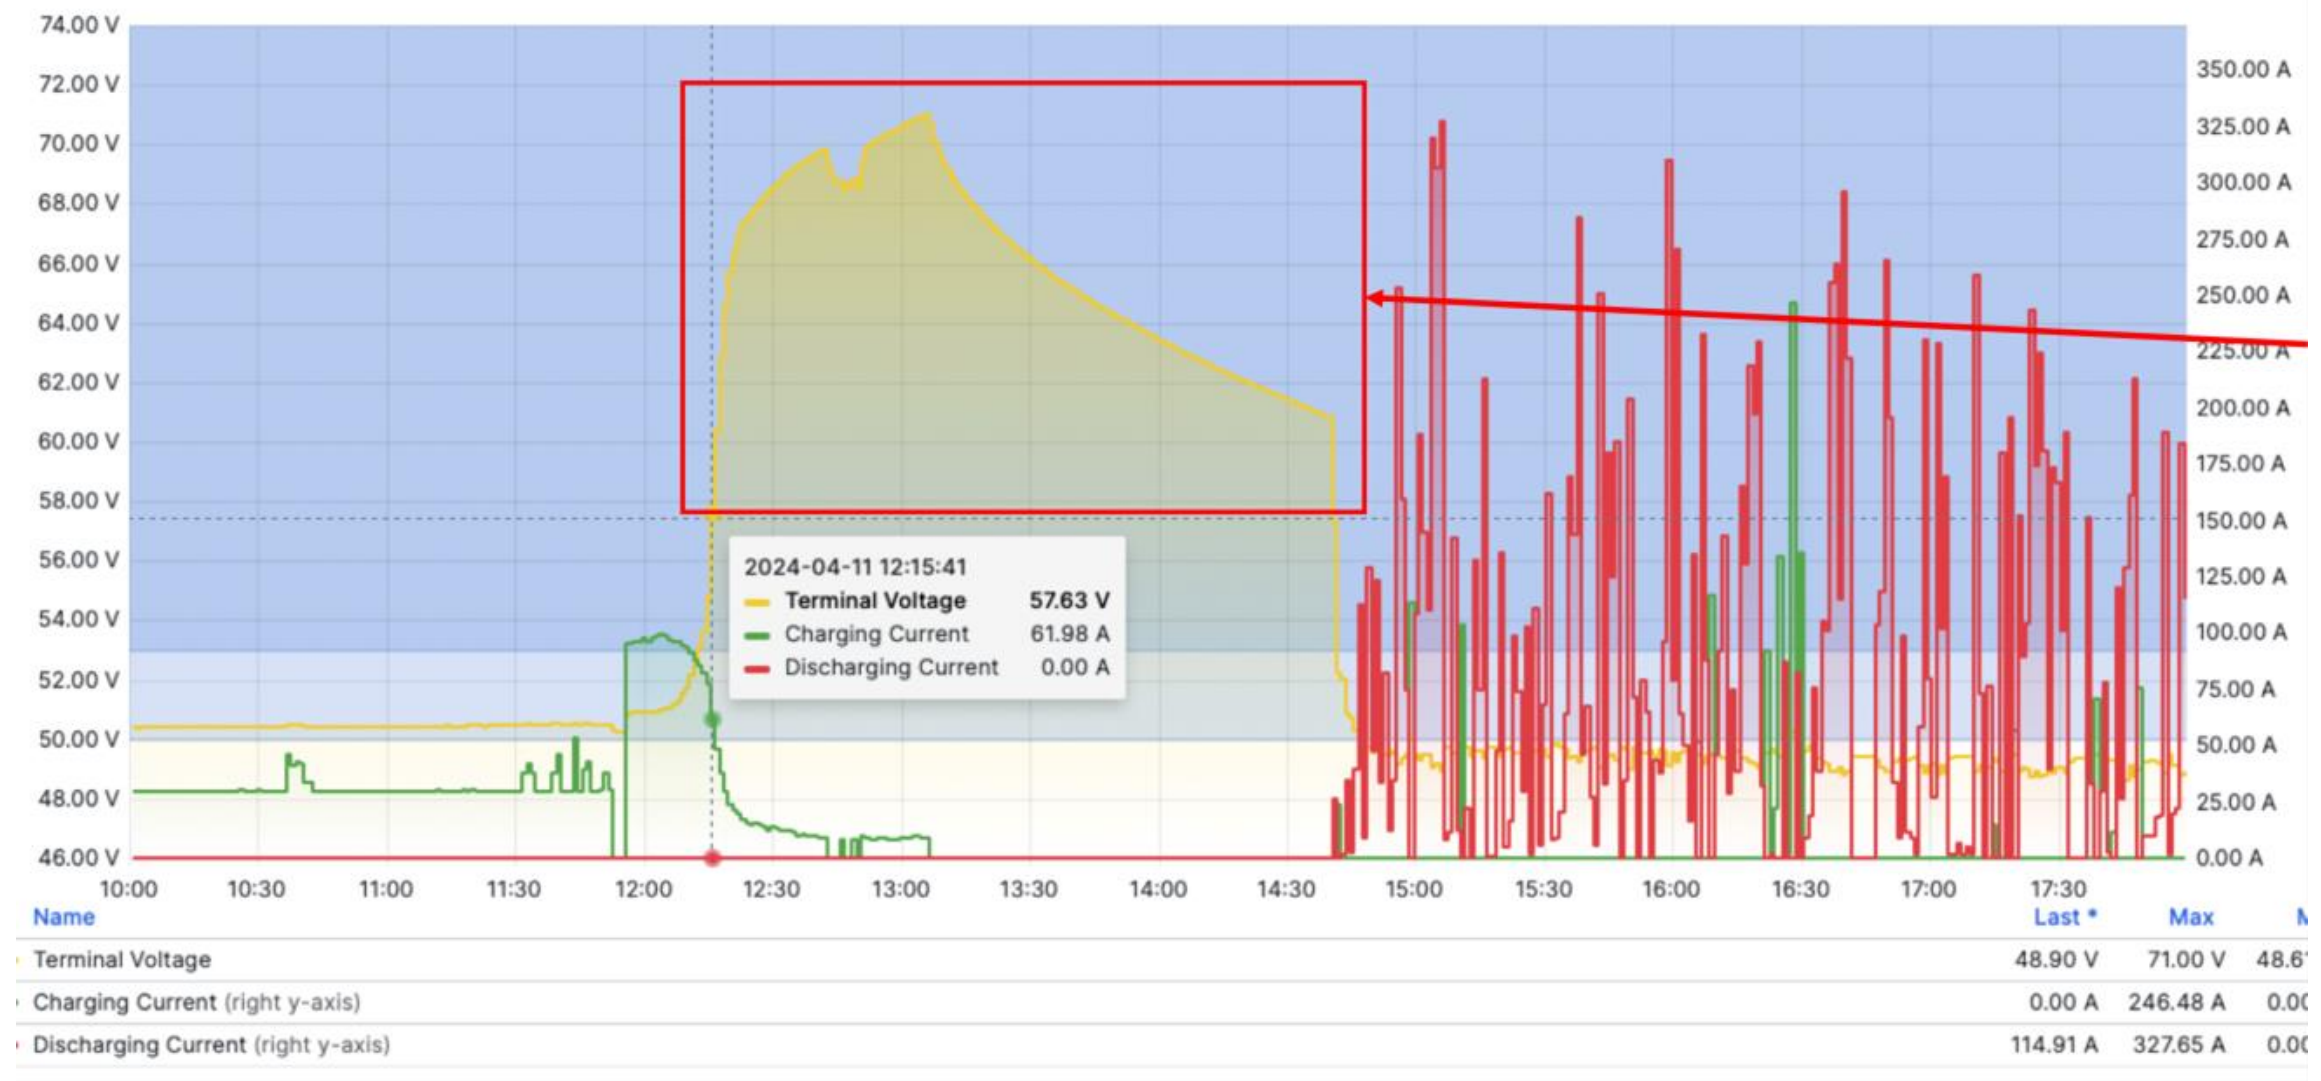 74.00 V
72.00 V
70.00 V
68.00 V
66.00 V
64.00 V
62.00 V
60.00 V
58.00 V
56.00 V
54.00 V
52.00 V
50.00 V
48.00 V
46.00 V
350.00 A
325.00 A
300.00 A
275.00 A
250.00 A
225.00 A
200.00 A
175.00 A
150.00 A
125.00 A
100.00 A
75.00 A
50.00 A
25.00 A
0.00 A
2024-04-11 12:15:41
Terminal Voltage 57.63 V
Charging Current 61.98 A
Discharging Current 0.00 A
10:00 10:30 11:00 11:30 12:00 12:30 13:00 13:30 14:00 14:30 15:00 15:30 16:00 16:30 17:00 17:30
Name Last * Max
Terminal Voltage 48.90 V 71.00 V 48.6
Charging Current (right y-axis) 0.00 A 246.48 A 0.00
Discharging Current (right y-axis) 114.91 A 327.65 A 0.00